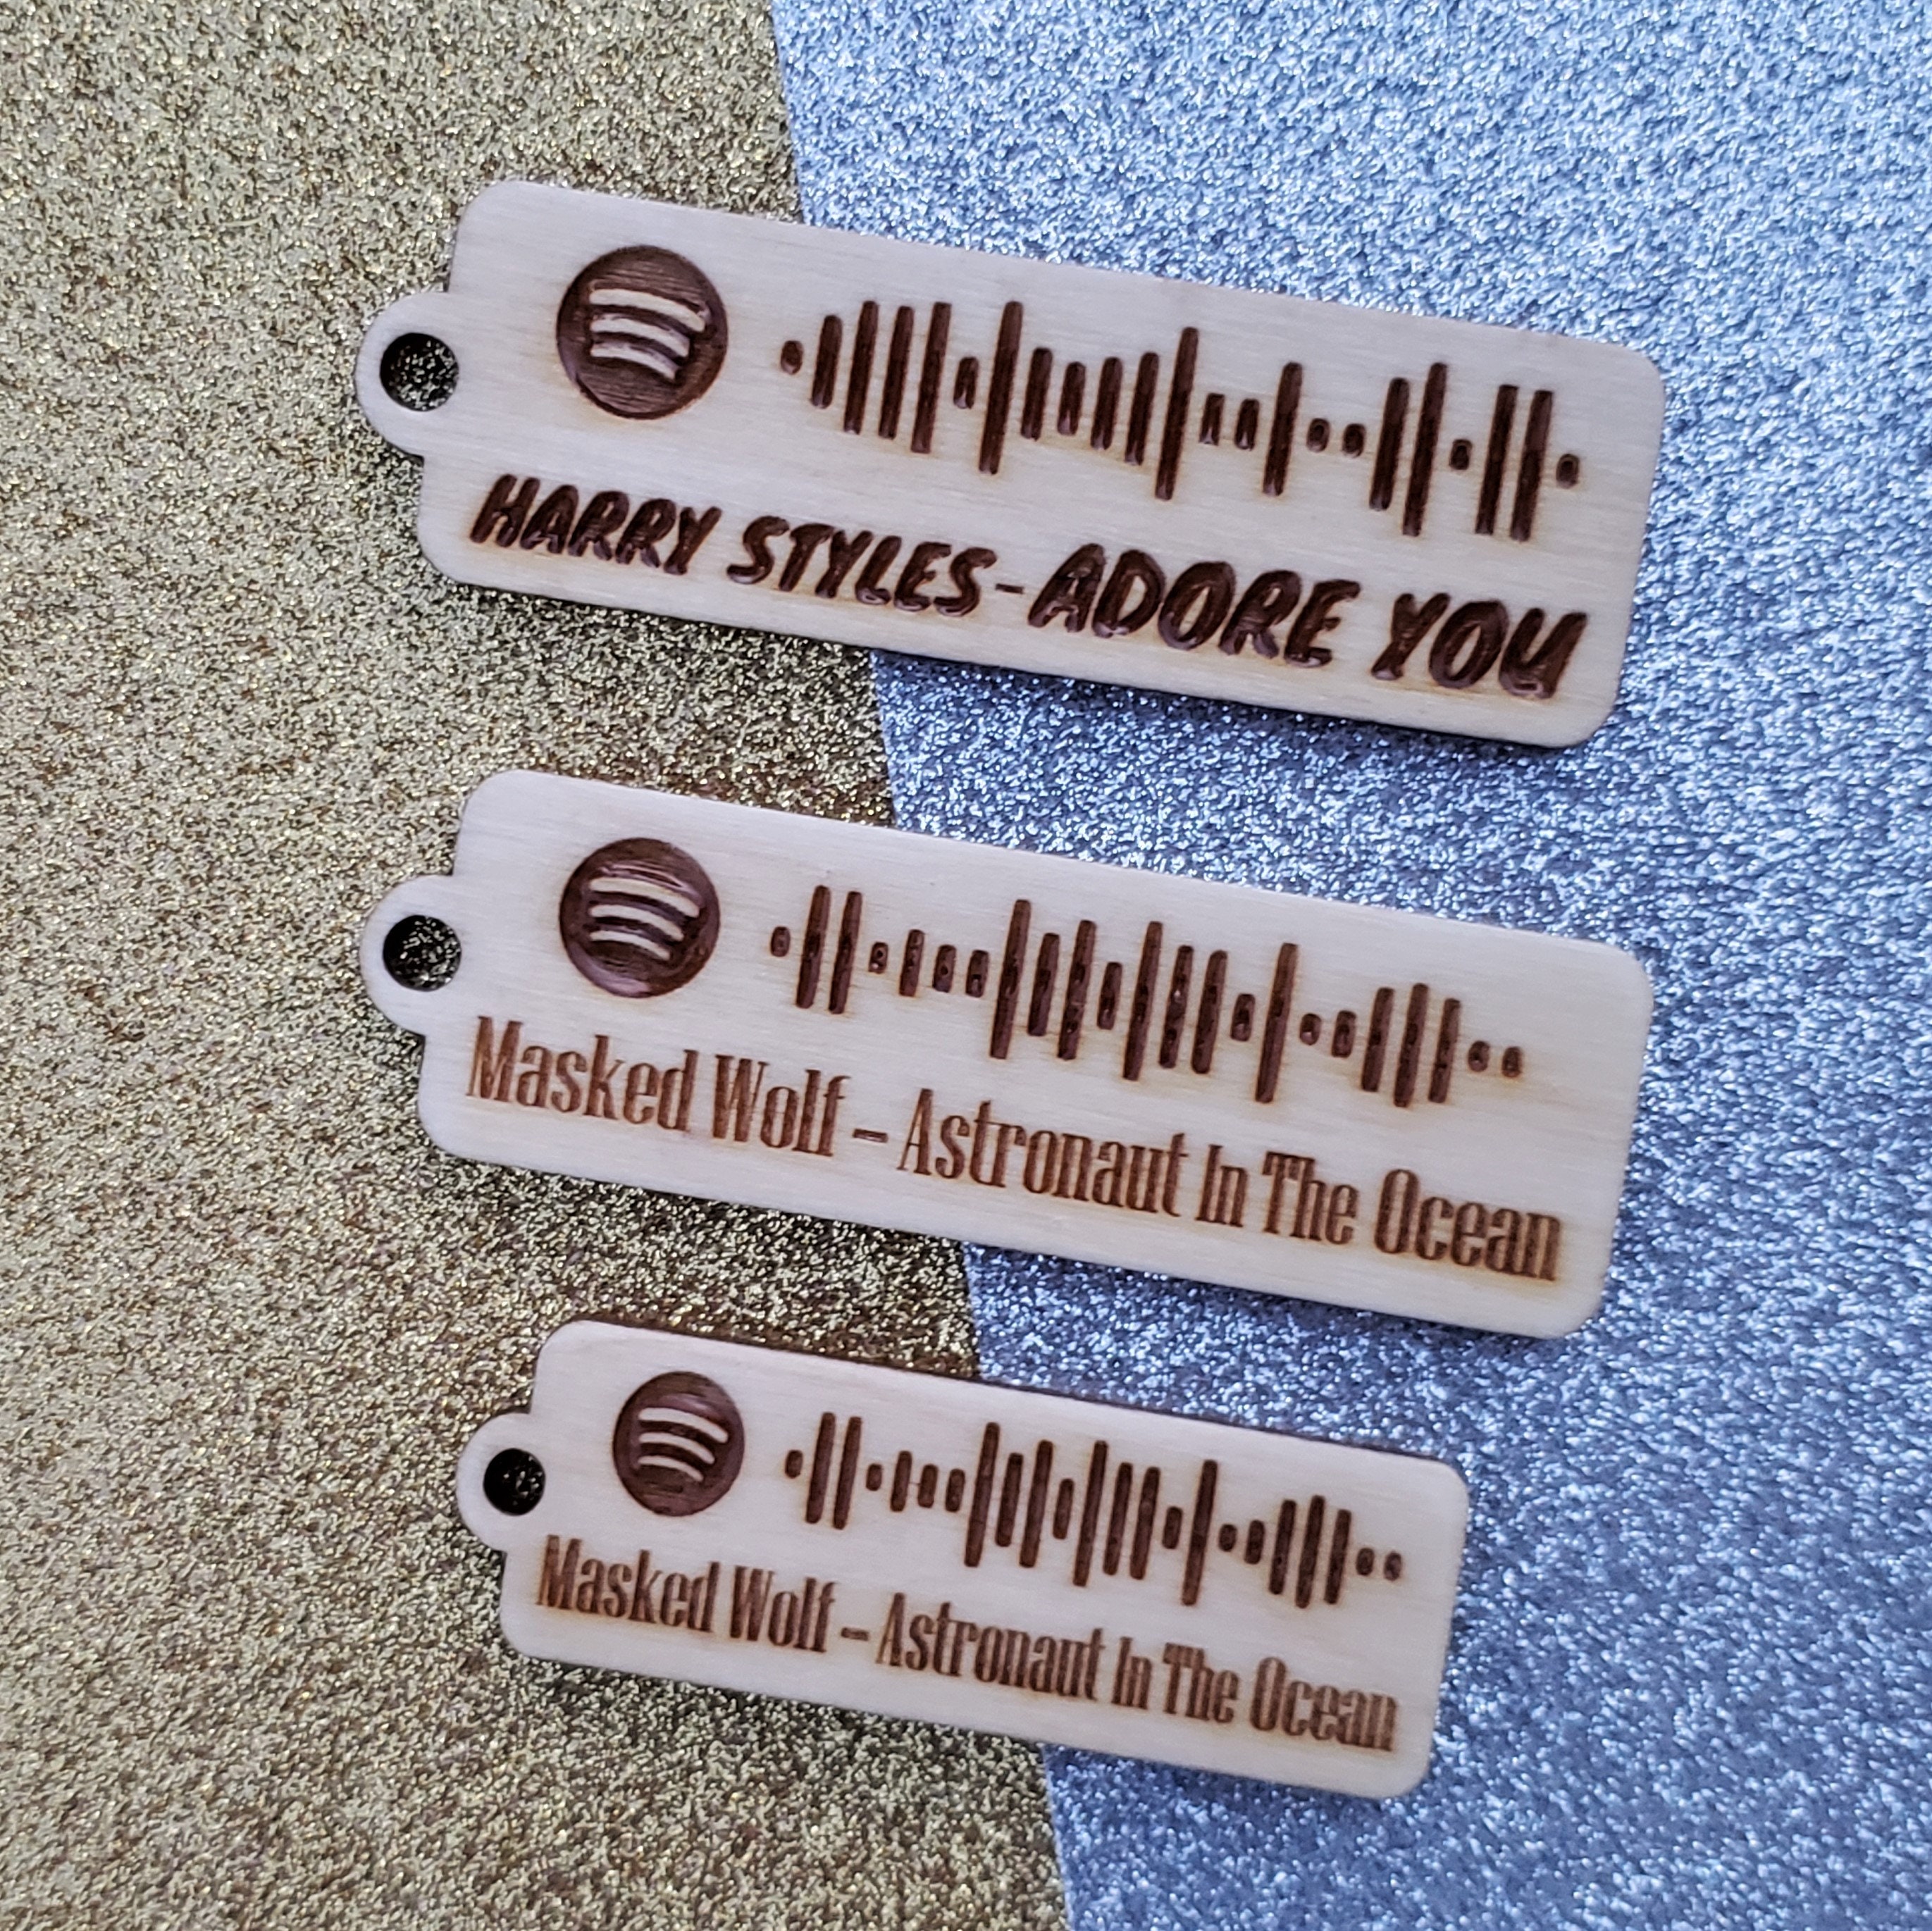 HARRY STYLES-ADORE YOU
Masked Wolf - Astronaut In The Ocean
Masked Wolf - Astronaut In The Ocean